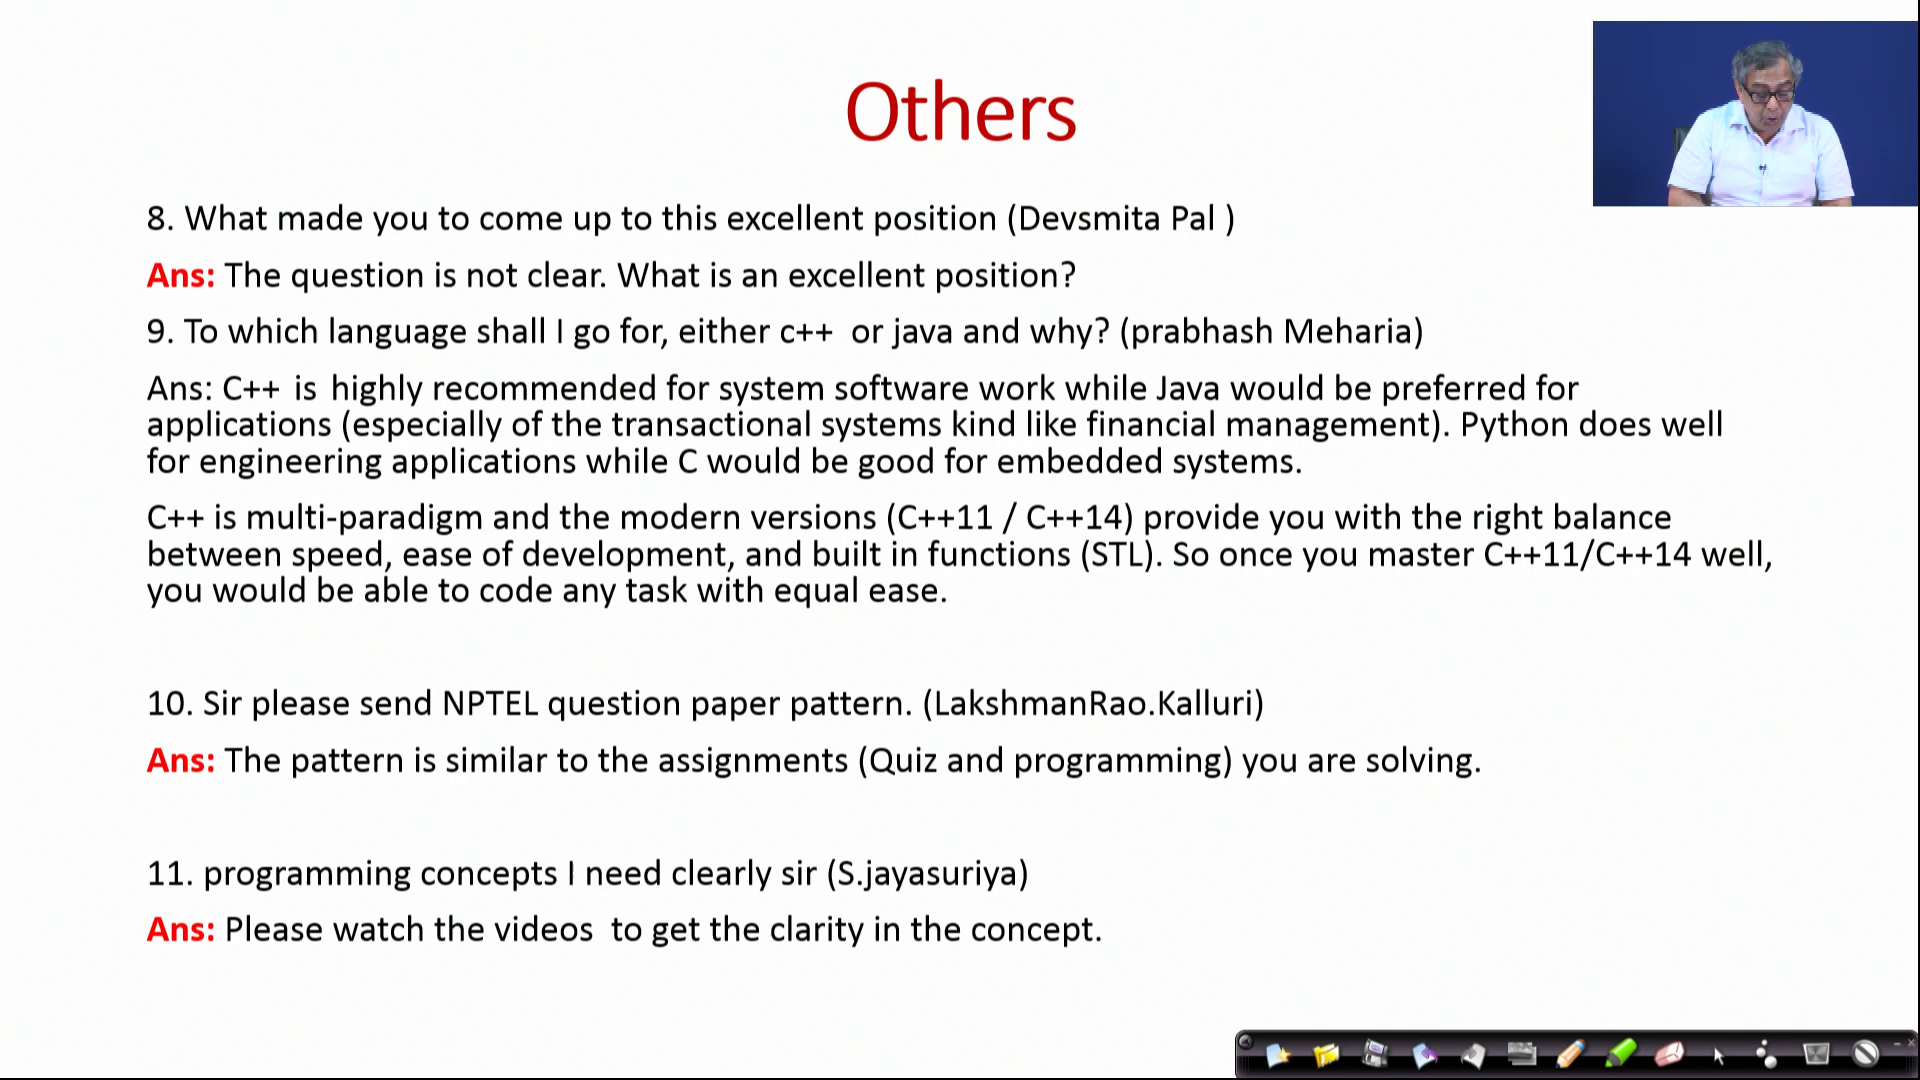 Others
8. What made you to come up to this excellent position (Devsmita Pal )
Ans: The question is not clear. What is an excellent position?
9. To which language shall I go for, either c++  or java and why? (prabhash Meharia)
Ans: C++ is highly recommended for system software work while Java would be preferred for
applications (especially of the transactional systems kind like financial management). Python does well
for engineering applications while C would be good for embedded systems.
C++ is multi-paradigm and the modern versions (C++11 / C++14) provide you with the right balance
between speed, ease of development, and built in functions (STL). So once you master C++11/C++14 well,
you would be able to code any task with equal ease.
10. Sir please send NPTEL question paper pattern. (LakshmanRao.Kalluri)
Ans: The pattern is similar to the assignments (Quiz and programming) you are solving.
11. programming concepts I need clearly sir (S.jayasuriya)
Ans: Please watch the videos  to get the clarity in the concept.